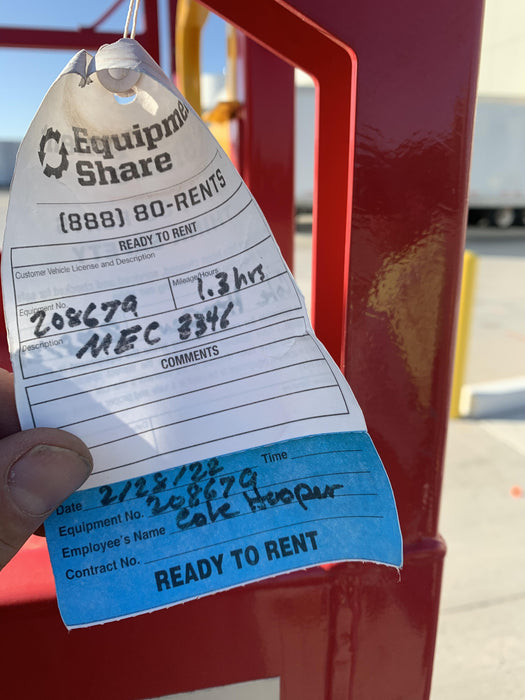 Equipme
Share
(888) 80-RENTS
READY TO RENT
Customer Vehicle License and Description
Equipment No. 208679 Mileage/Hours 1.3 hrs
Description MEC 3346
COMMENTS
Date 2/28/22 Time
Equipment No. 208679
Employee's Name Cole Hooper
Contract No.
READY TO RENT